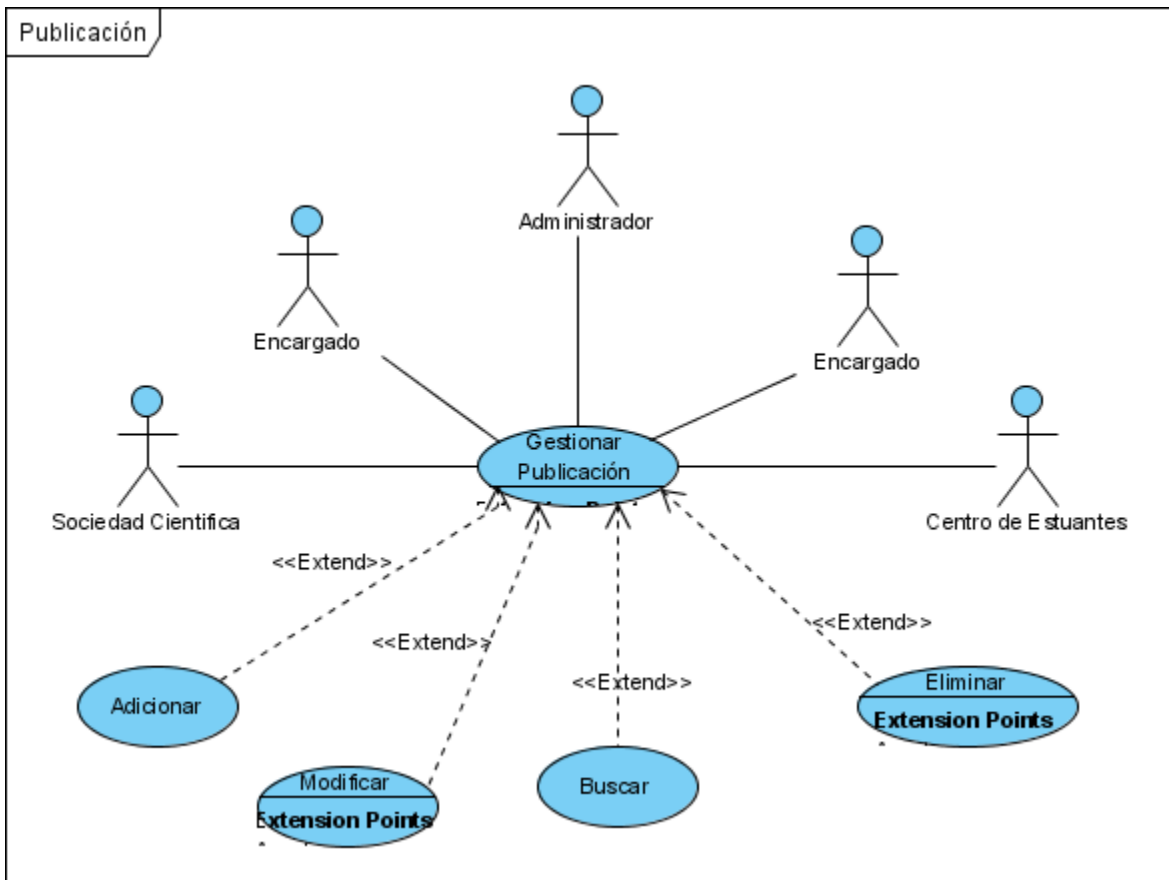 Publicación
Administrador
Encargado
Encargado
Gestionar
Publicación
Sociedad Cientifica
Centro de Estuantes
<<Extend>>
<<Extend>>
<<Extend>>
<<Extend>>
Adicionar
Modificar
Extension Points
Buscar
Eliminar
Extension Points